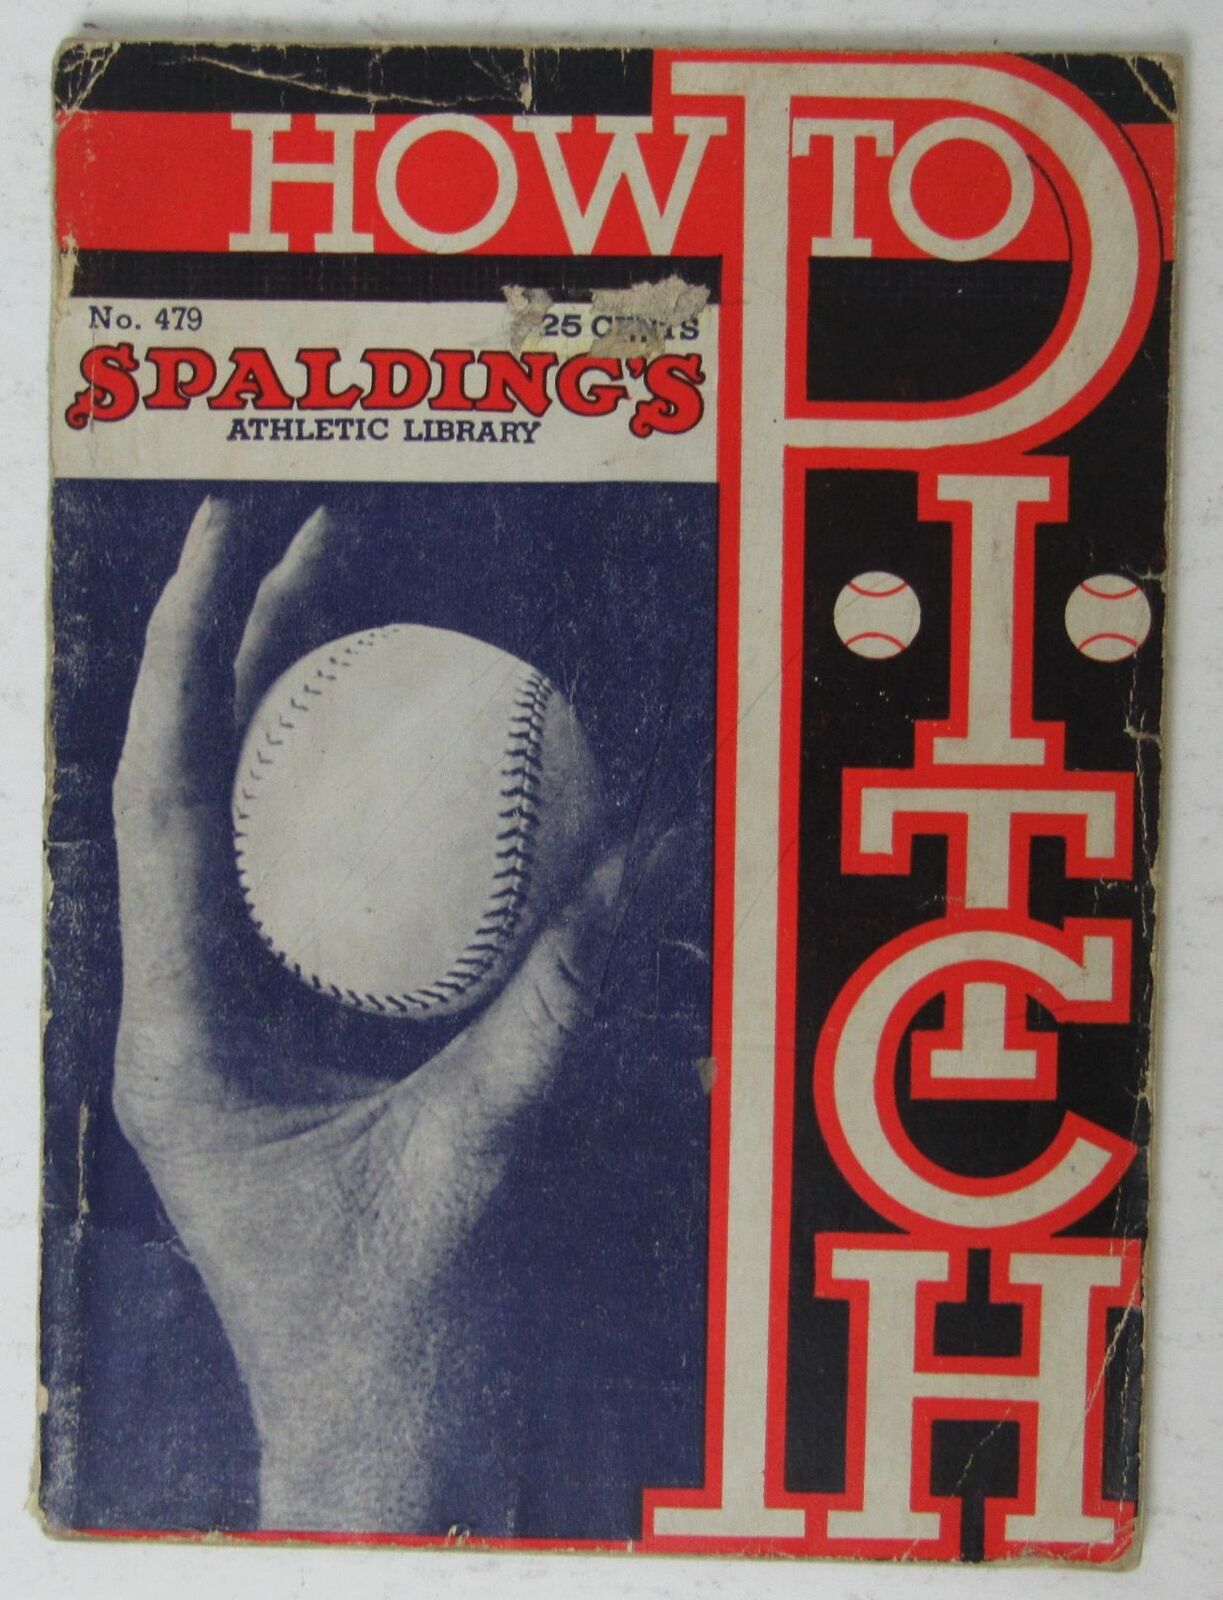 HOW TO
PITCH
No. 479
25 CENTS
SPALDING'S
ATHLETIC LIBRARY